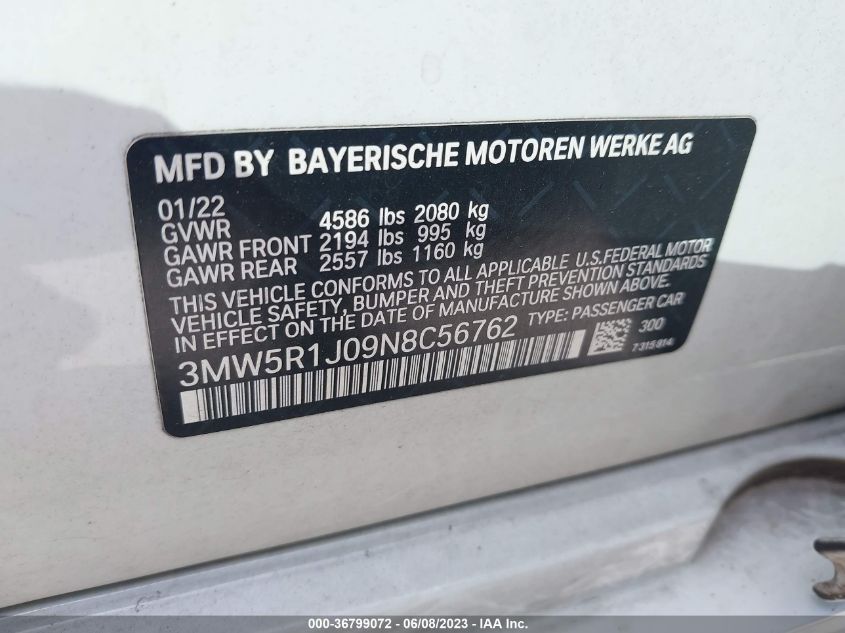 MFD BY BAYERISCHE MOTOREN WERKE AG
01/22
GVWR 4586 lbs 2080 kg
GAWR FRONT 2194 lbs 995 kg
GAWR REAR 2557 lbs 1160 kg
THIS VEHICLE CONFORMS TO ALL APPLICABLE U.S.FEDERAL MOTOR
VEHICLE SAFETY, BUMPER AND THEFT PREVENTION STANDARDS
IN EFFECT ON THE DATE OF MANUFACTURE SHOWN ABOVE.
3MW5R1J09N8C56762 TYPE: PASSENGER CAR
300
7315914
000-36799072 - 06/08/2023 - IAA Inc.